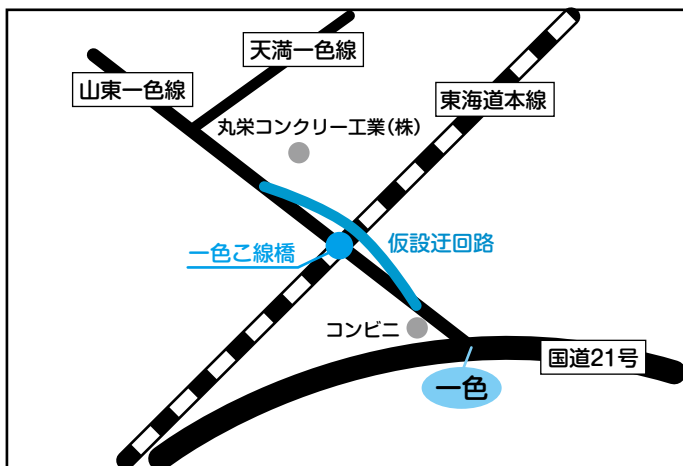 天満一色線
山東一色線
東海道本線
丸栄コンクリー工業(株)
一色こ線橋
仮設迂回路
コンビニ
国道21号
一色